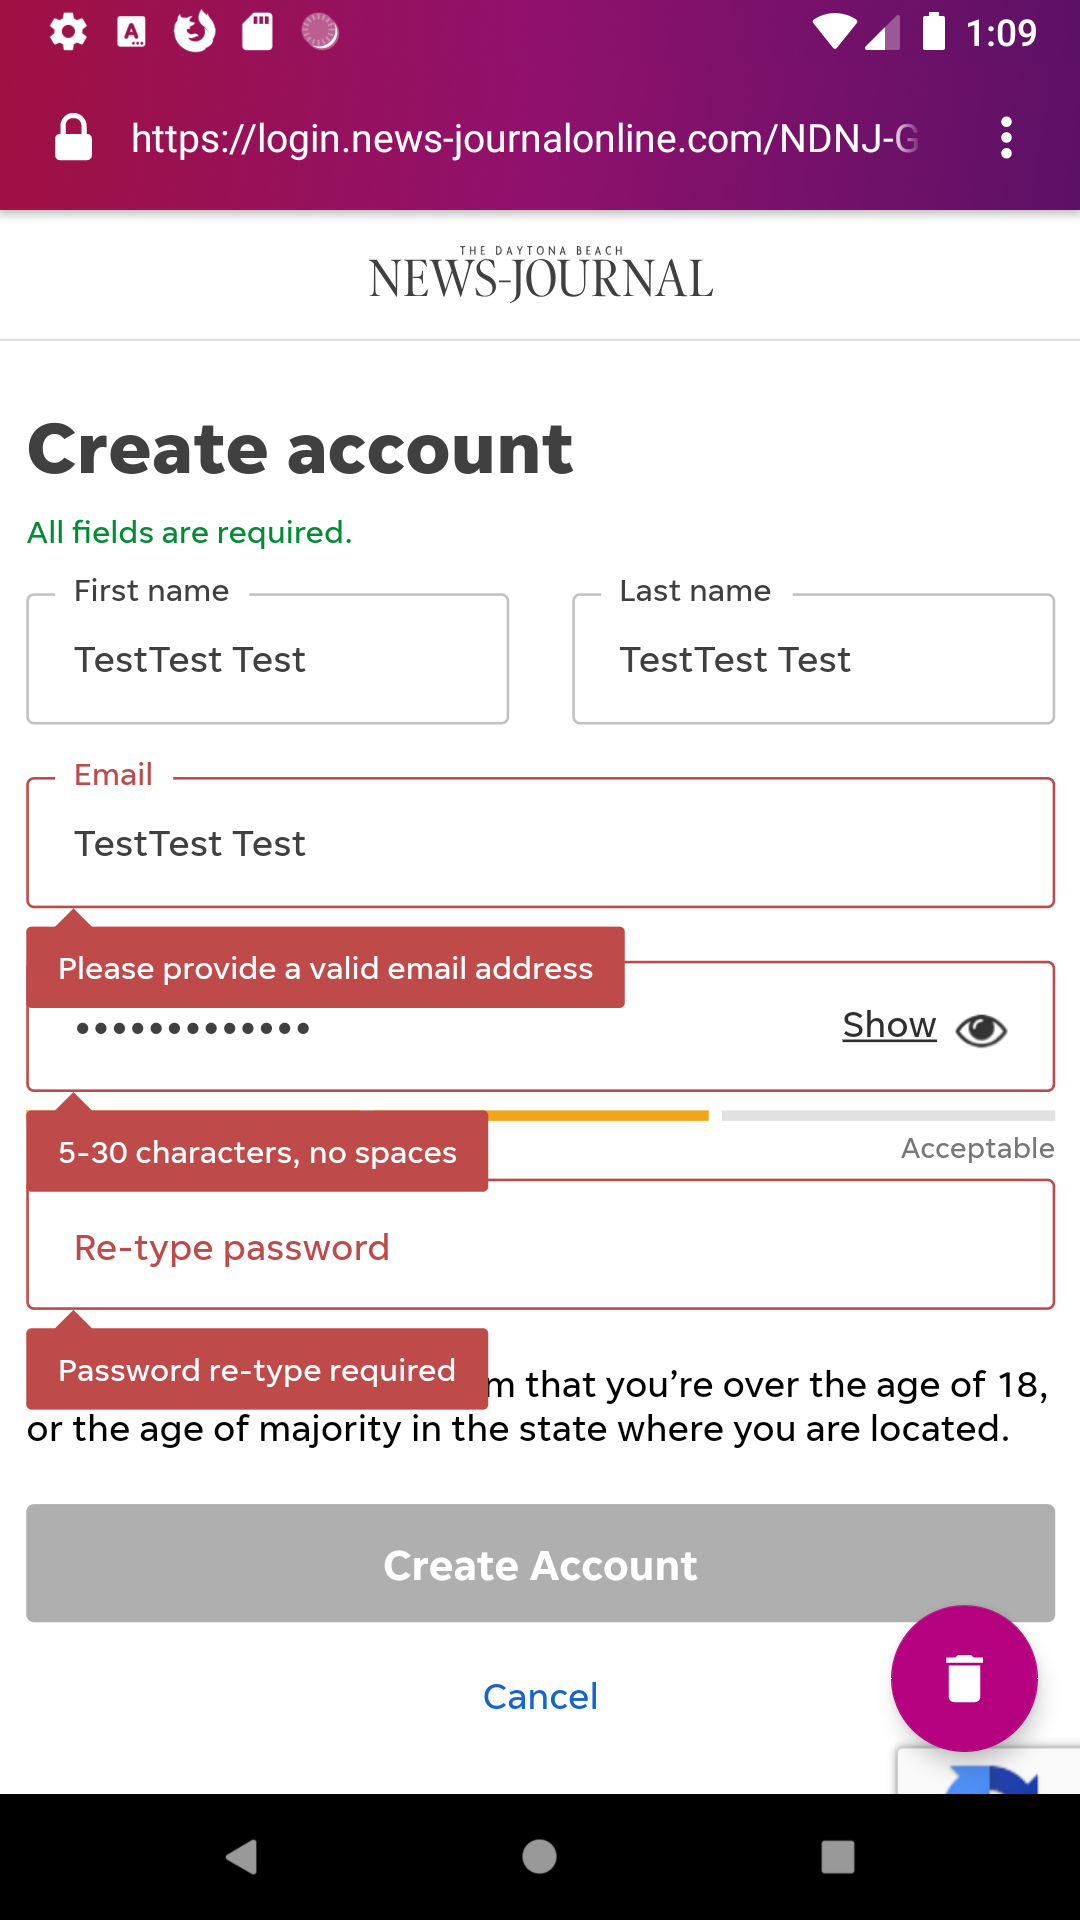 1:09
https://login.news-journalonline.com/NDNJ-G
THE DAYTONA BEACH
NEWS-JOURNAL
Create account
All fields are required.
First name
Last name
TestTest Test
TestTest Test
Email
TestTest Test
Please provide a valid email address
•••••••••••••
Show
5-30 characters, no spaces
Acceptable
Re-type password
Password re-type required
m that you’re over the age of 18,
or the age of majority in the state where you are located.
Create Account
Cancel